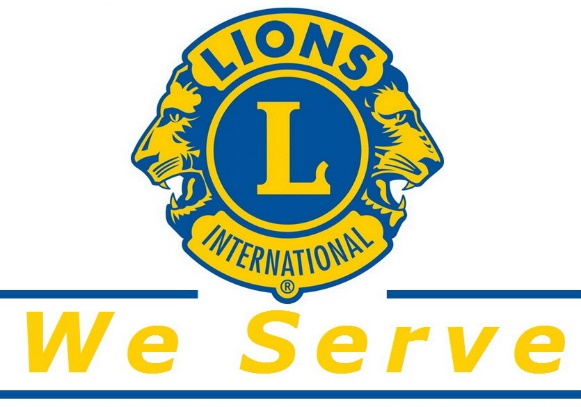 LIONS
L
INTERNATIONAL
®
We Serve